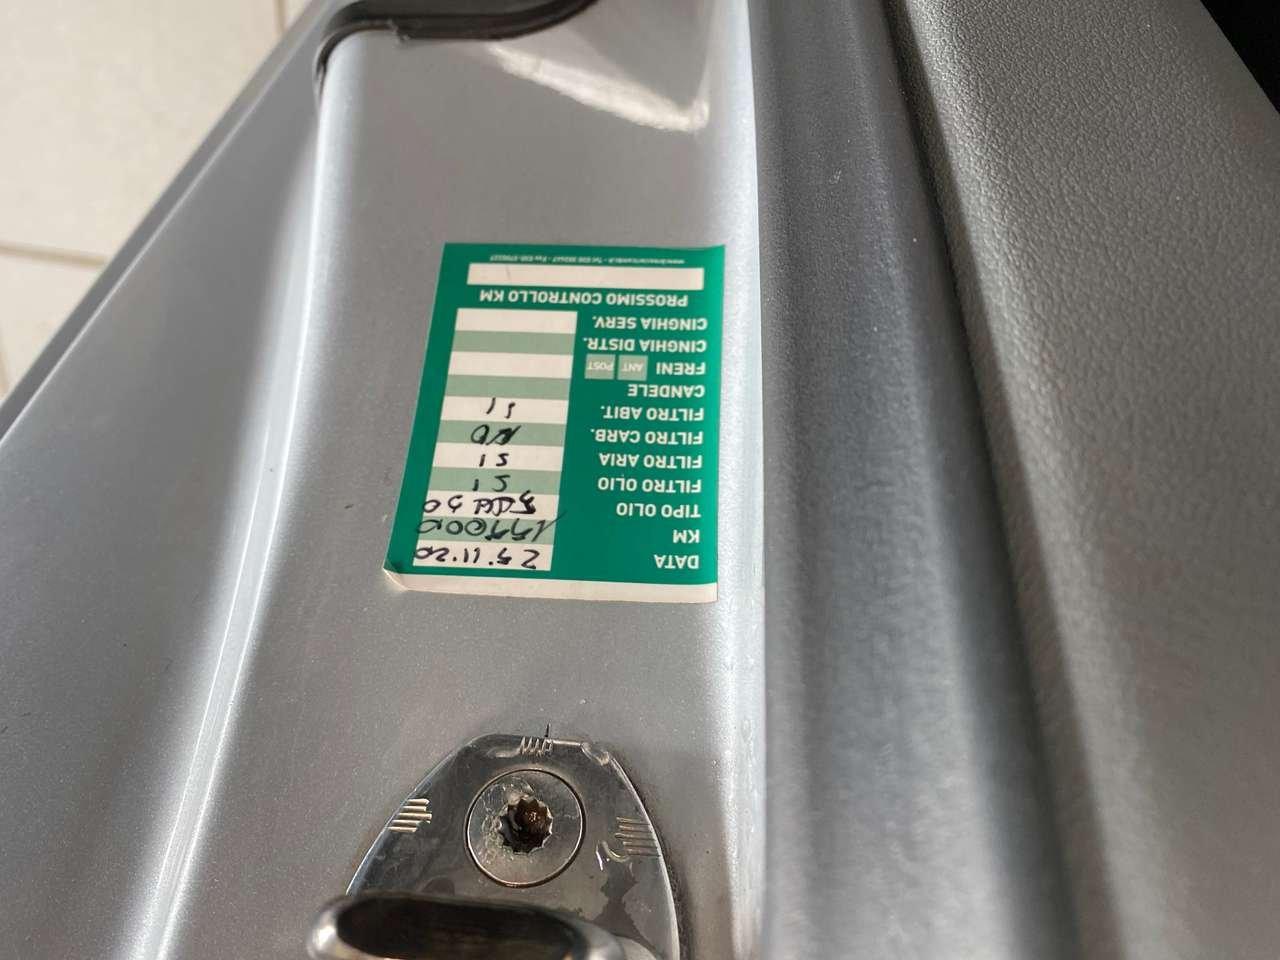 DATA 25.11.20
KM 199000
TIPO OLIO
FILTRO OLIO SI
FILTRO ARIA SI
FILTRO CARB. NO
FILTRO ABIT. SI
CANDELE
FRENI ANT POST
CINGHIA DISTR.
CINGHIA SERV.
PROSSIMO CONTROLLO KM